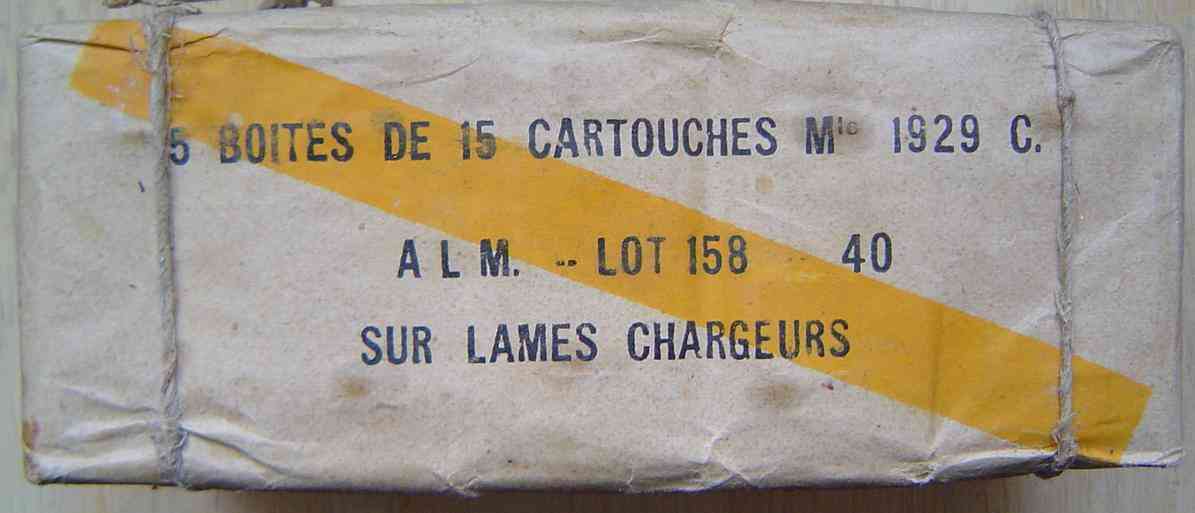 5 BOITES DE 15 CARTOUCHES Mle 1929 C.
A L M. -- LOT 158 40
SUR LAMES CHARGEURS